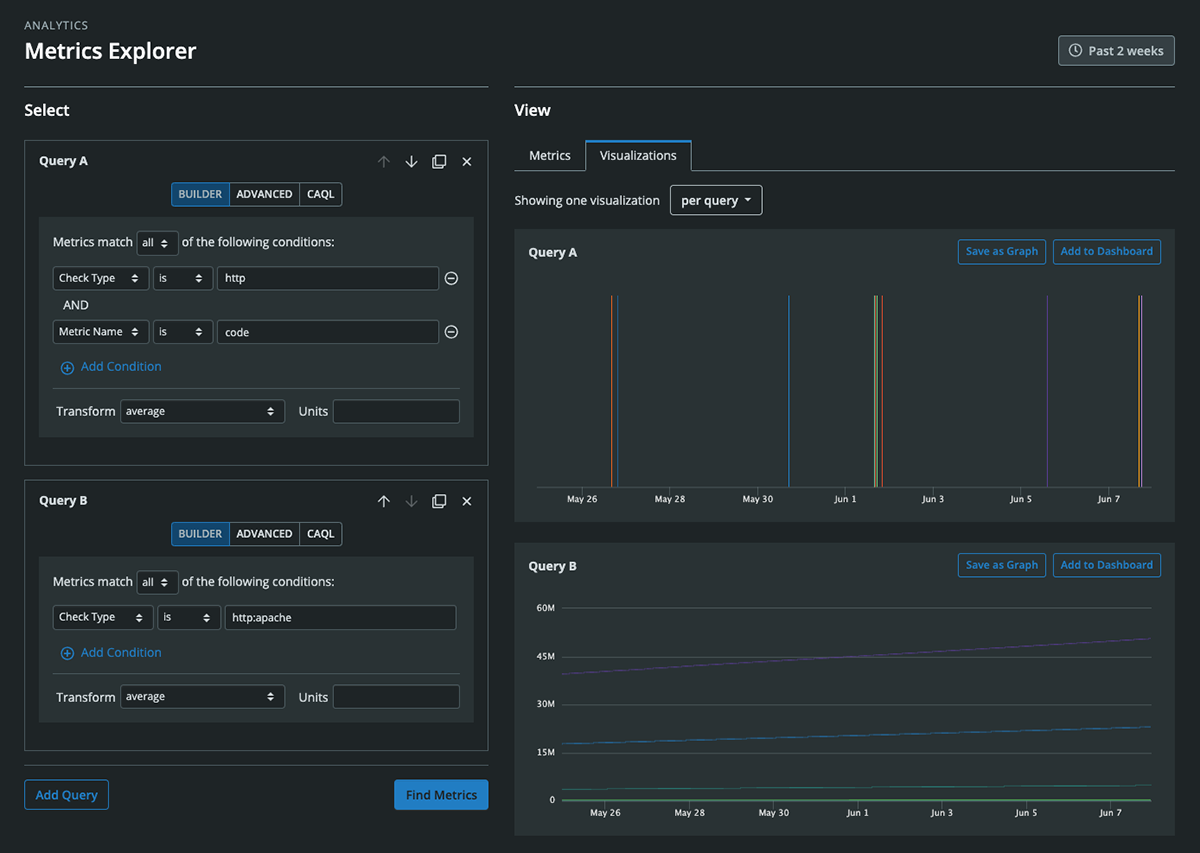 ANALYTICS
Metrics Explorer
Past 2 weeks
Select
Query A
BUILDER ADVANCED CAQL
Metrics match all of the following conditions:
Check Type is http
AND
Metric Name is code
Add Condition
Transform average Units
Query B
BUILDER ADVANCED CAQL
Metrics match all of the following conditions:
Check Type is http:apache
Add Condition
Transform average Units
Add Query Find Metrics
View
Metrics Visualizations
Showing one visualization per query
Query A Save as Graph Add to Dashboard
May 26 May 28 May 30 Jun 1 Jun 3 Jun 5 Jun 7
Query B Save as Graph Add to Dashboard
60M
45M
30M
15M
0
May 26 May 28 May 30 Jun 1 Jun 3 Jun 5 Jun 7